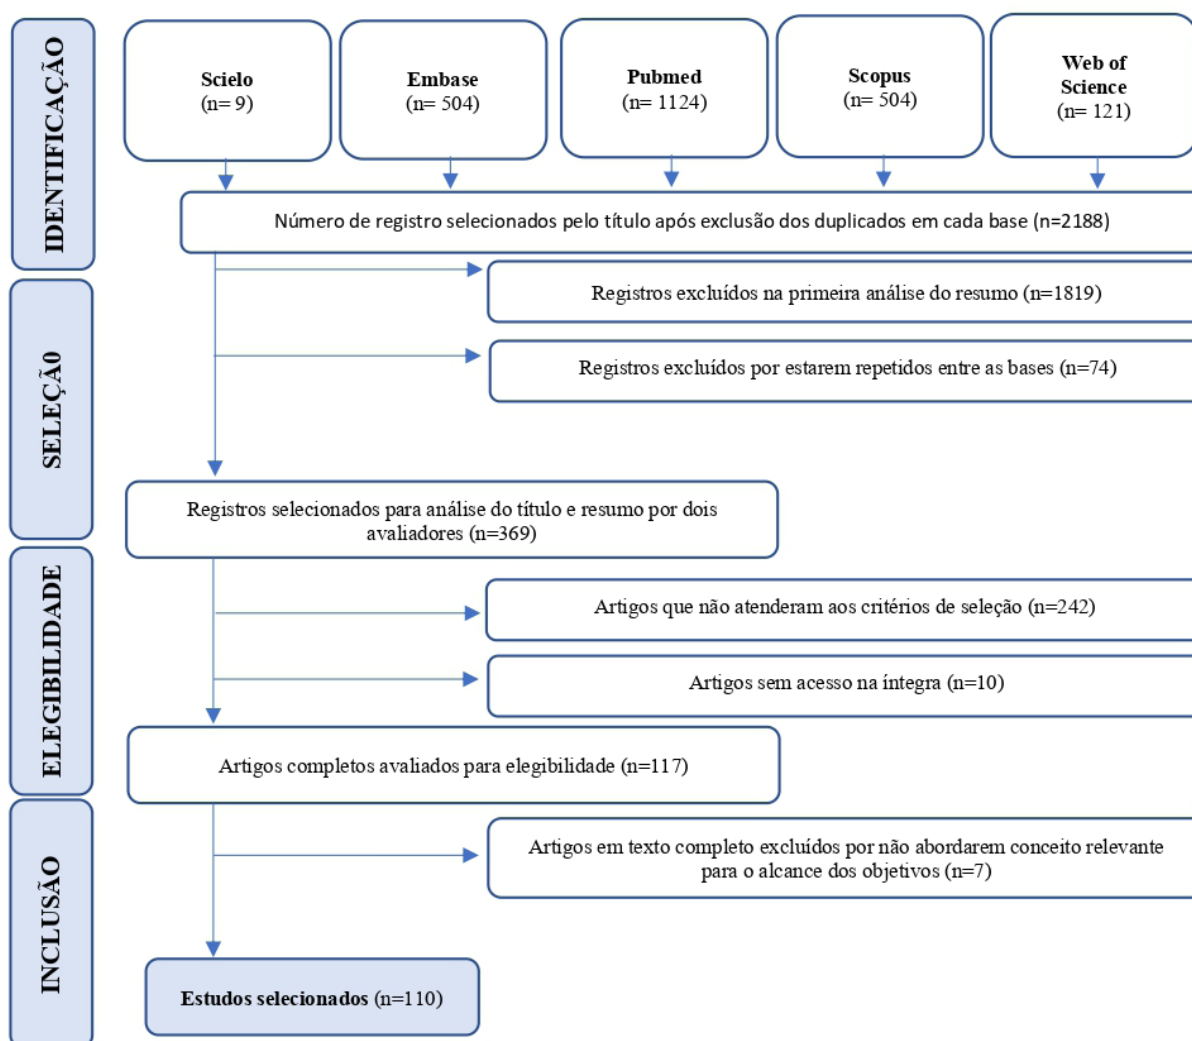 IDENTIFICAÇÃO
Scielo
(n= 9)
Embase
(n= 504)
Pubmed
(n= 1124)
Scopus
(n= 504)
Web of
Science
(n= 121)
Número de registro selecionados pelo título após exclusão dos duplicados em cada base (n=2188)
SELEÇÃ0
Registros excluídos na primeira análise do resumo (n=1819)
Registros excluídos por estarem repetidos entre as bases (n=74)
Registros selecionados para análise do título e resumo por dois
avaliadores (n=369)
ELEGIBILIDADE
Artigos que não atenderam aos critérios de seleção (n=242)
Artigos sem acesso na íntegra (n=10)
Artigos completos avaliados para elegibilidade (n=117)
INCLUSÃO
Artigos em texto completo excluídos por não abordarem conceito relevante
para o alcance dos objetivos (n=7)
Estudos selecionados (n=110)